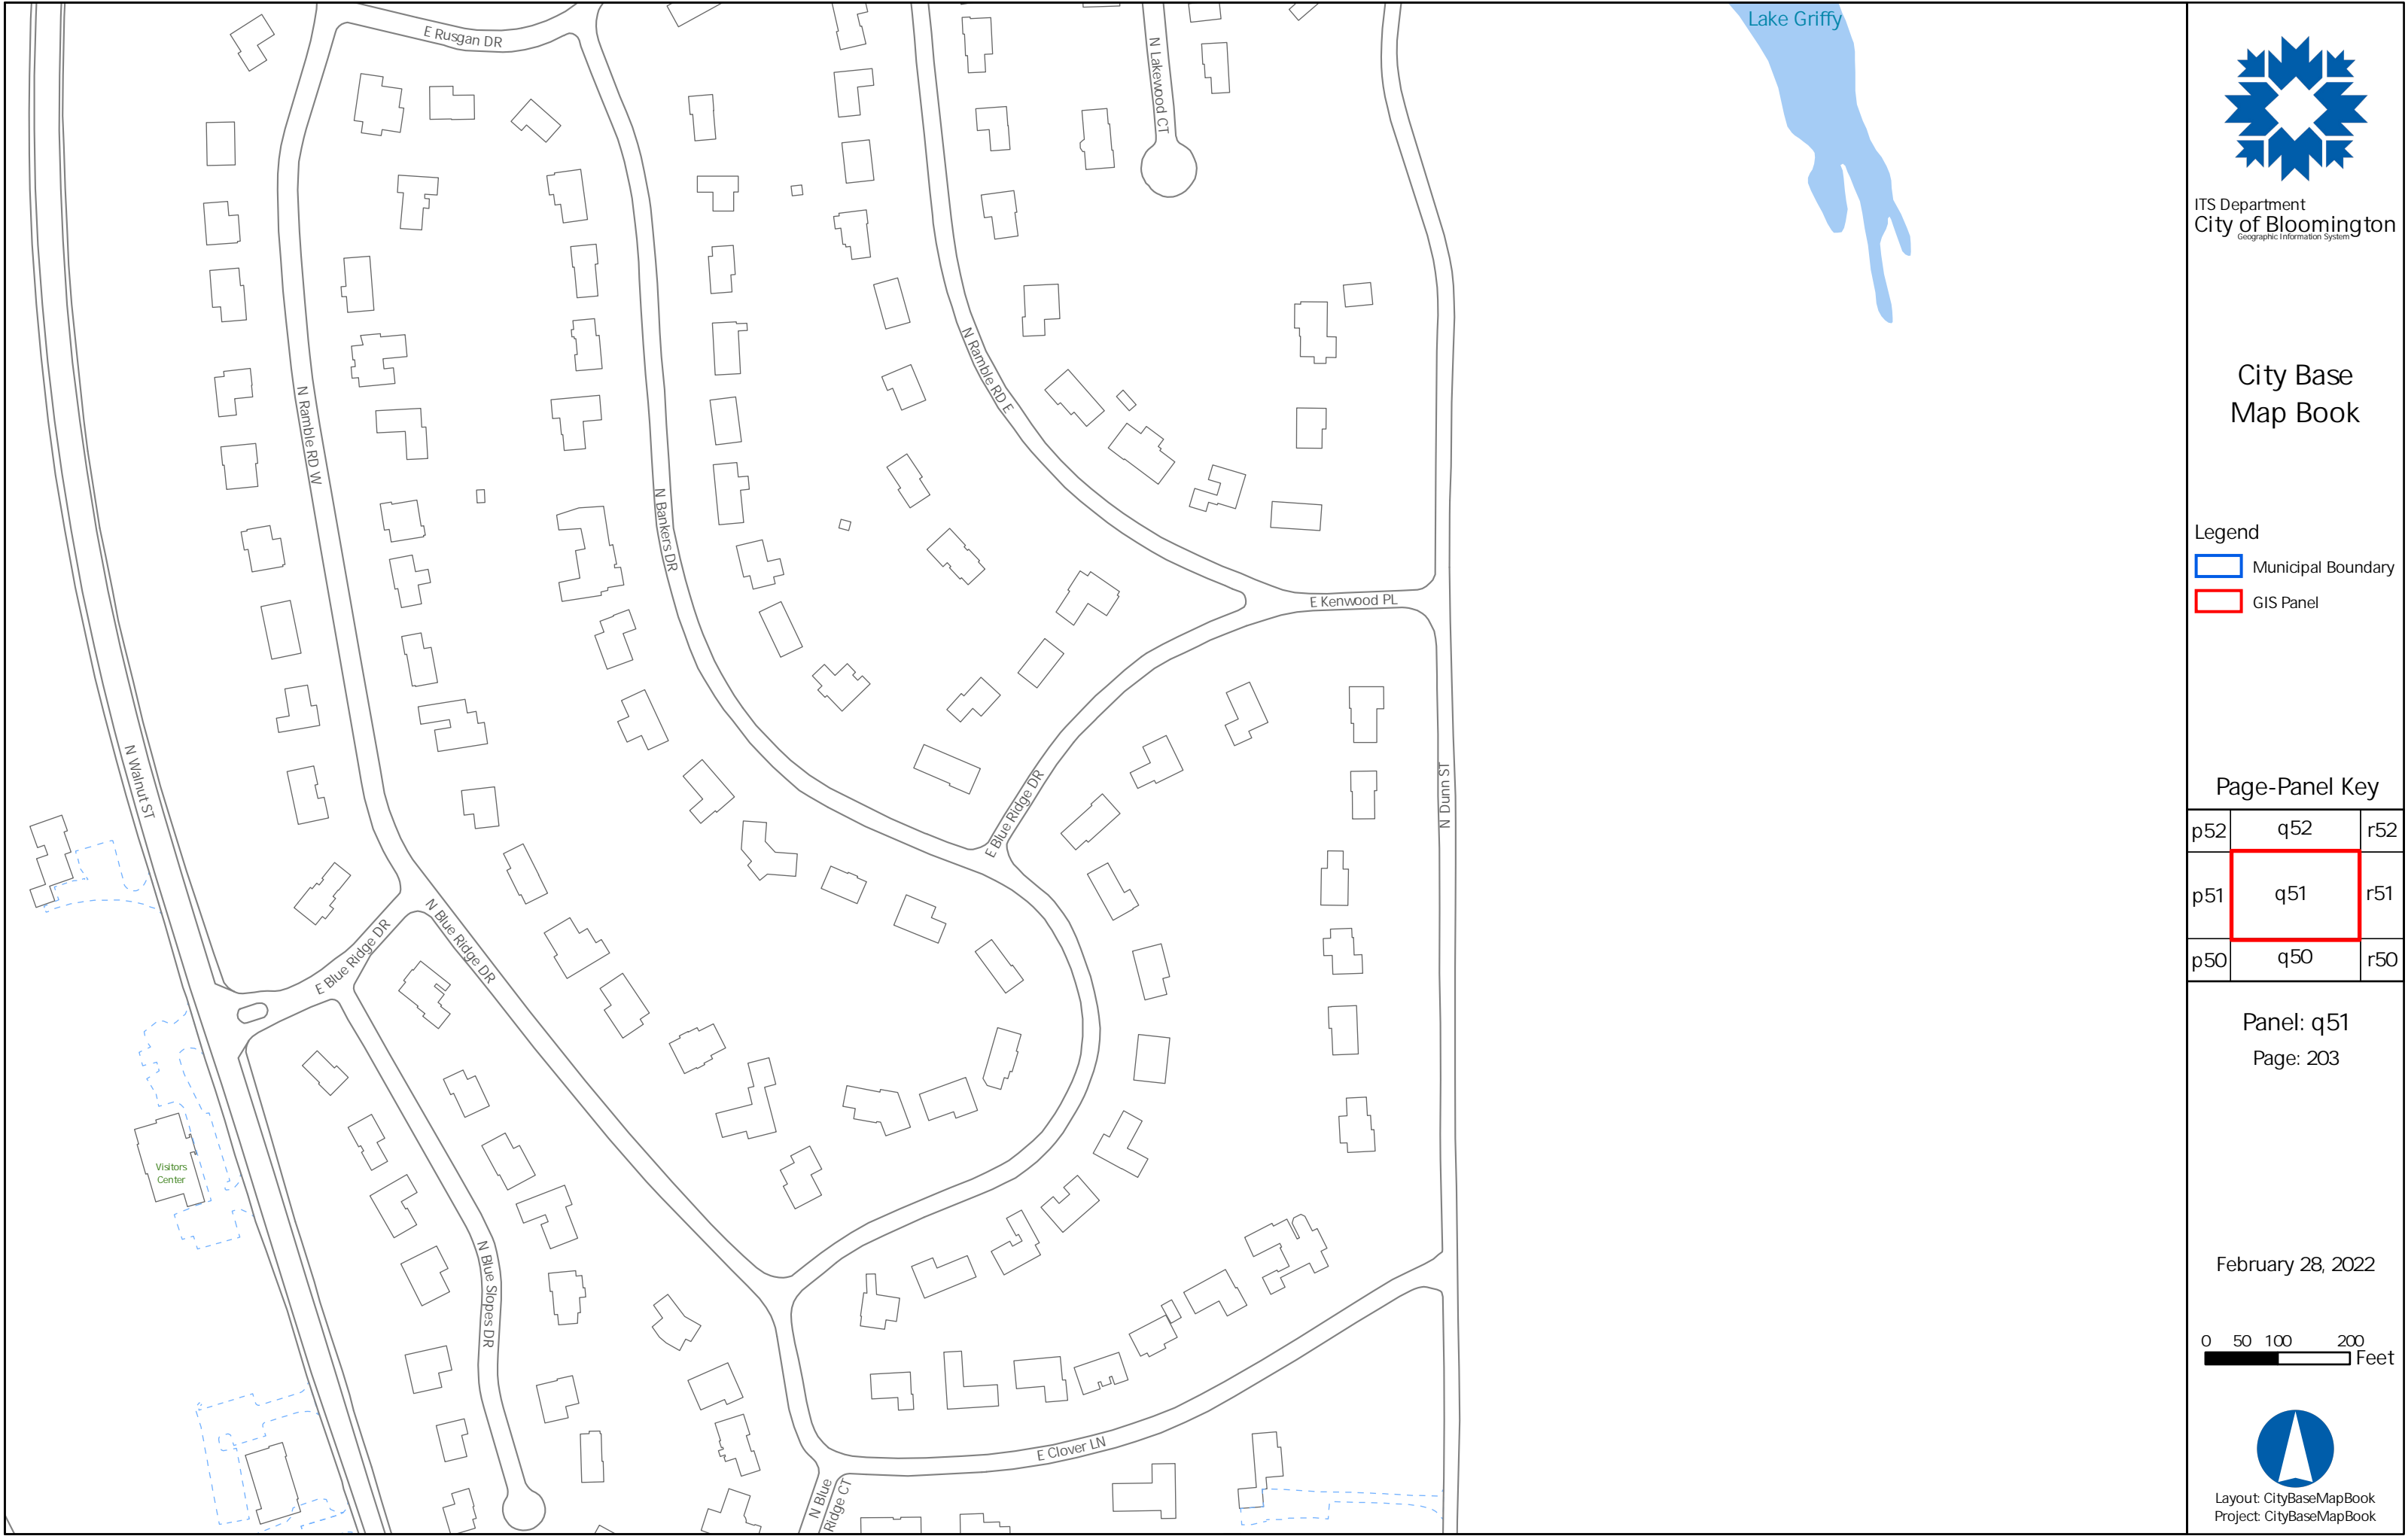 E Rusgan DR
N Lakewood CT
Lake Griffy
N Ramble RD W
N Ramble RD E
N Bankers DR
E Kenwood PL
N Walnut ST
E Blue Ridge DR
N Dunn ST
N Blue Ridge DR
E Blue Ridge DR
Visitors
Center
N Blue Slopes DR
E Clover LN
N Blue
Ridge CT
ITS Department
City of Bloomington
Geographic Information System
City Base
Map Book
Legend
Municipal Boundary
GIS Panel
Page-Panel Key
p52 q52 r52
p51 q51 r51
p50 q50 r50
Panel: q51
Page: 203
February 28, 2022
0 50 100 200
Feet
Layout: CityBaseMapBook
Project: CityBaseMapBook